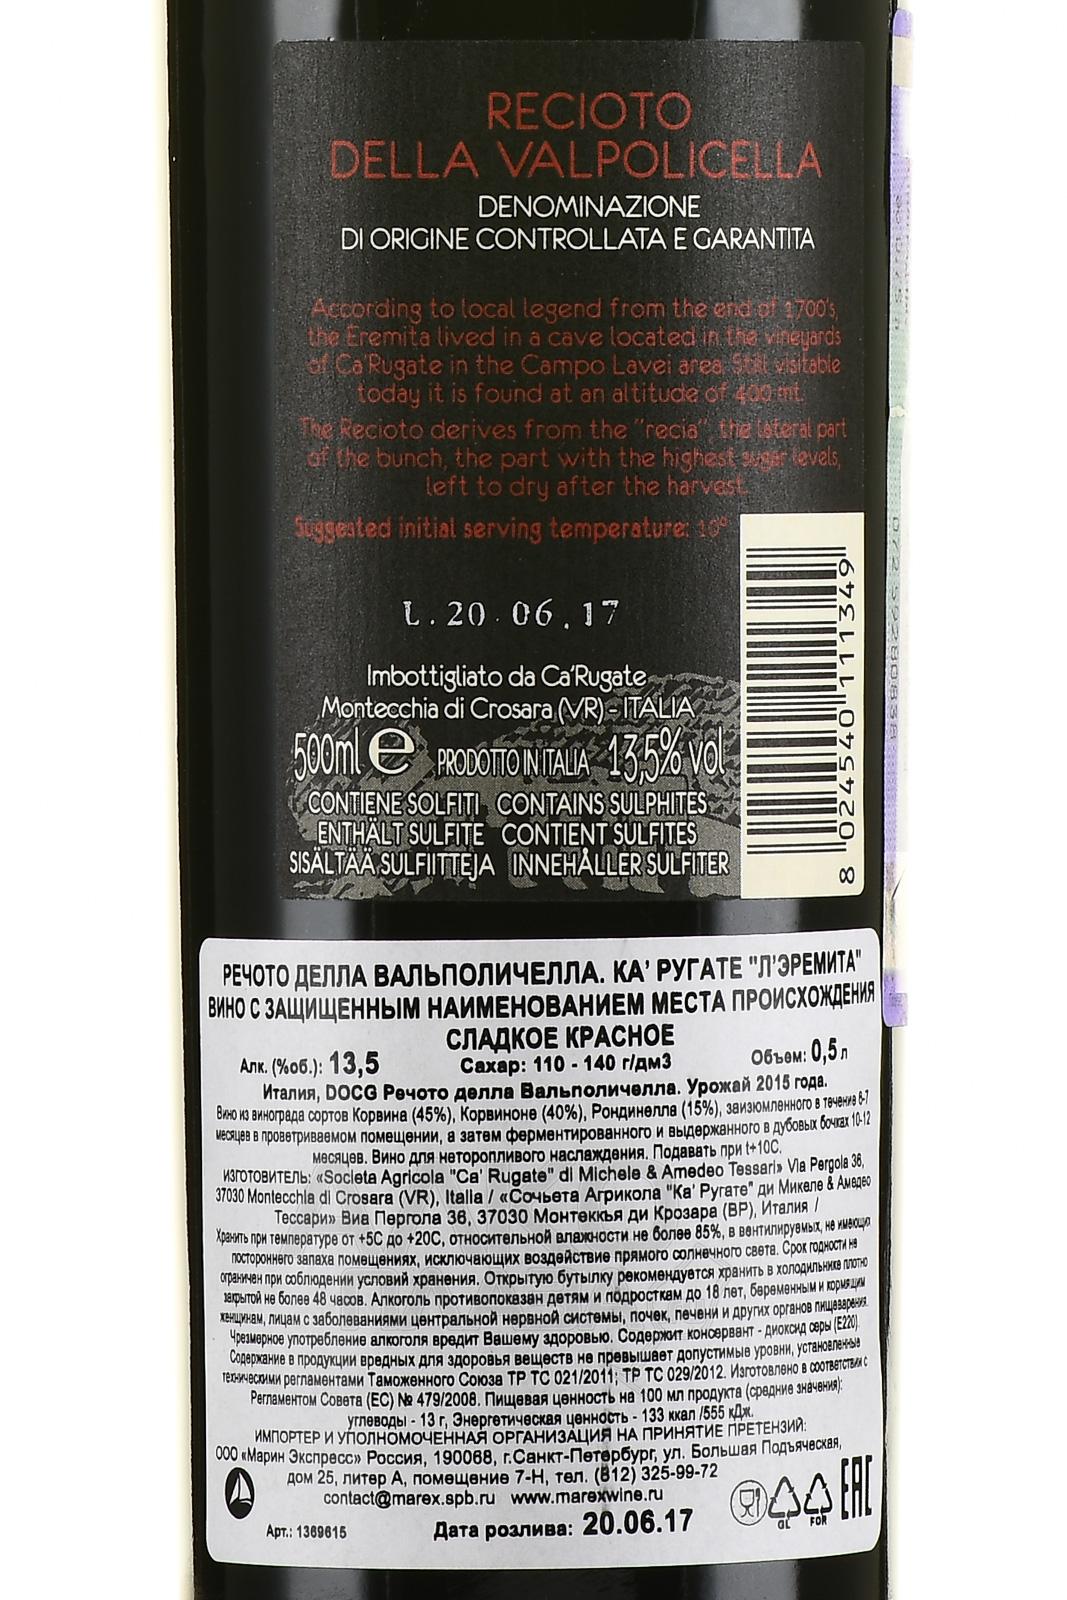 RECIOTO
DELLA VALPOLICELLA
DENOMINAZIONE
DI ORIGINE CONTROLLATA E GARANTITA
According to local legend from the end of 1700's,
the Eremita lived in a cave located in the vineyards
of Ca'Rugate in the Campo Lavei area. Still visitable
today it is found at an altitude of 400 mt.
The Recioto derives from the "recia", the lateral part
of the bunch, the part with the highest sugar levels,
left to dry after the harvest.
Suggested initial serving temperature: 10°
L. 20.06.17
Imbottigliato da Ca'Rugate
Montecchia di Crosara (VR) - ITALIA
500ml e PRODOTTO IN ITALIA 13,5% vol
CONTIENE SOLFITI CONTAINS SULPHITES
ENTHÄLT SULFITE CONTIENT SULFITES
SISÄLTÄÄ SULFIITTEJA INNEHÅLLER SULFITER
8 024540 111349
РЕЧОТО ДЕЛЛА ВАЛЬПОЛИЧЕЛЛА. КА' РУГАТЕ "Л'ЭРЕМИТА"
ВИНО С ЗАЩИЩЕННЫМ НАИМЕНОВАНИЕМ МЕСТА ПРОИСХОЖДЕНИЯ
СЛАДКОЕ КРАСНОЕ
Алк. (%об.): 13,5 Сахар: 110 - 140 г/дм3 Объем: 0,5 л
Италия, DOCG Речото делла Вальполичелла. Урожай 2015 года.
Вино из винограда сортов Корвина (45%), Корвиноне (40%), Рондинелла (15%), заизюмленного в течение 6-7
месяцев в проветриваемом помещении, а затем ферментированного и выдержанного в дубовых бочках 10-12
месяцев. Вино для неторопливого наслаждения. Подавать при t+10С.
ИЗГОТОВИТЕЛЬ: «Societa Agricola "Ca' Rugate" di Michele & Amedeo Tessari» Via Pergola 36,
37030 Montecchia di Crosara (VR), Italia / «Сочьета Агрикола "Ка' Ругате" ди Микеле & Амедео
Тессари» Виа Пергола 36, 37030 Монтеккья ди Крозара (ВР), Италия /
Хранить при температуре от +5С до +20С, относительной влажности не более 85%, в вентилируемых, не имеющих
постороннего запаха помещениях, исключающих воздействие прямого солнечного света. Срок годности не
ограничен при соблюдении условий хранения. Открытую бутылку рекомендуется хранить в холодильнике плотно
закрытой не более 48 часов. Алкоголь противопоказан детям и подросткам до 18 лет, беременным и кормящим
женщинам, лицам с заболеваниями центральной нервной системы, почек, печени и других органов пищеварения.
Чрезмерное употребление алкоголя вредит Вашему здоровью. Содержит консервант - диоксид серы (Е220).
Содержание в продукции вредных для здоровья веществ не превышает допустимые уровни, установленные
техническими регламентами Таможенного Союза ТР ТС 021/2011; ТР ТС 029/2012. Изготовлено в соответствии с
Регламентом Совета (ЕС) № 479/2008. Пищевая ценность на 100 мл продукта (средние значения):
углеводы - 13 г, Энергетическая ценность - 133 ккал /555 кДж.
ИМПОРТЕР И УПОЛНОМОЧЕННАЯ ОРГАНИЗАЦИЯ НА ПРИНЯТИЕ ПРЕТЕНЗИЙ:
ООО «Марин Экспресс» Россия, 190068, г.Санкт-Петербург, ул. Большая Подъяческая,
дом 25, литер А, помещение 7-Н, тел. (812) 325-99-72
contact@marex.spb.ru www.marexwine.ru
GL FOR EAC
Арт.: 1369615 Дата розлива: 20.06.17